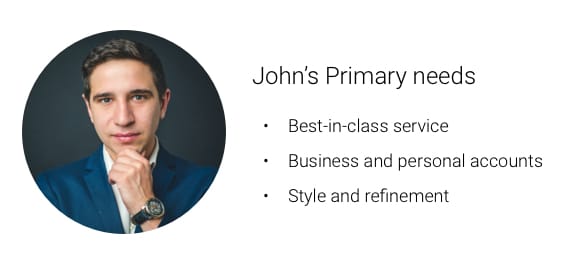 John’s Primary needs
• Best-in-class service
• Business and personal accounts
• Style and refinement